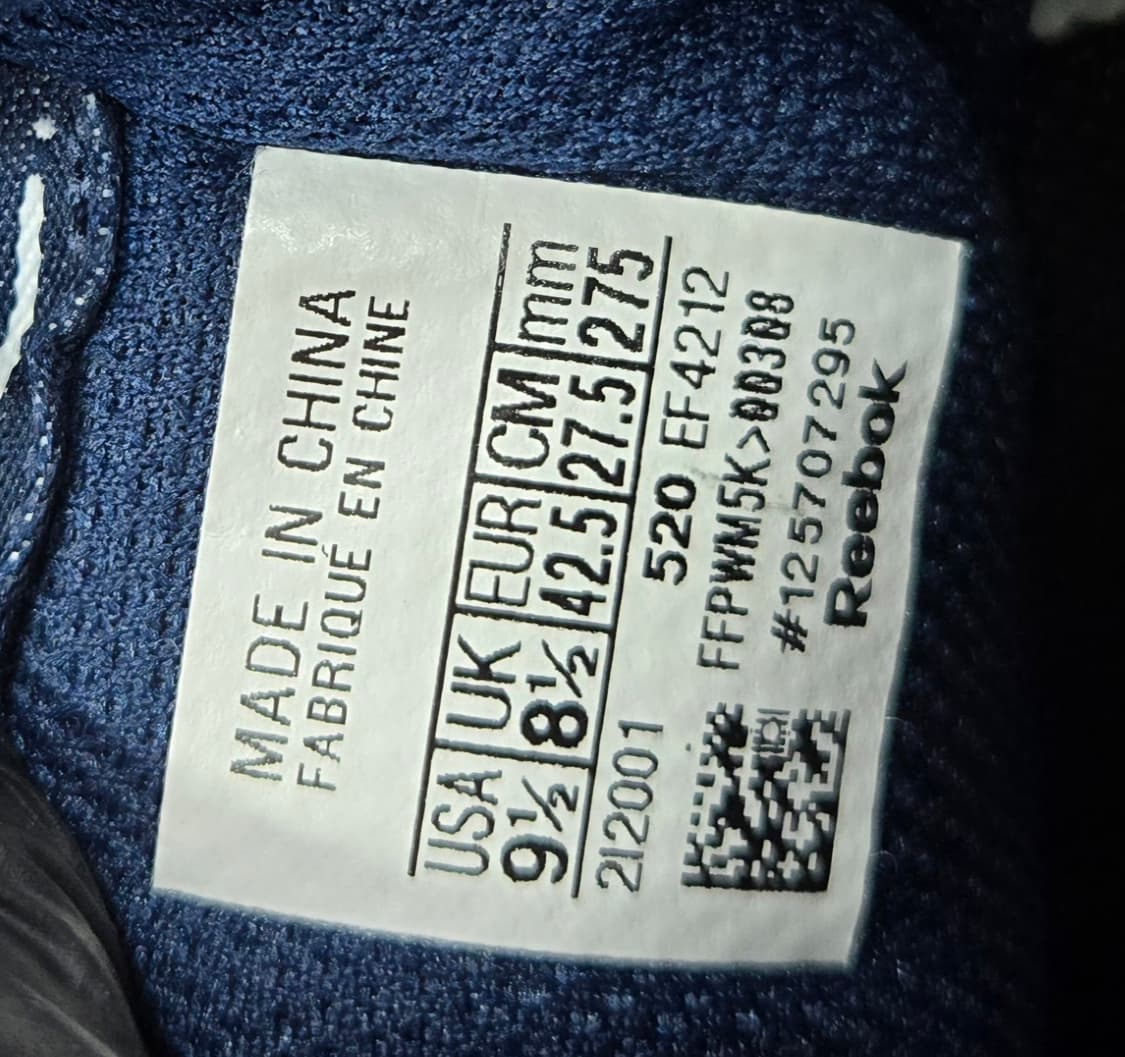 MADE IN CHINA
FABRIQUÉ EN CHINE
USA UK EUR CM mm
9½ 8½ 42.5 27.5 275
212001 520 EF4212
FFPWM5K>00308
#125707295
Reebok